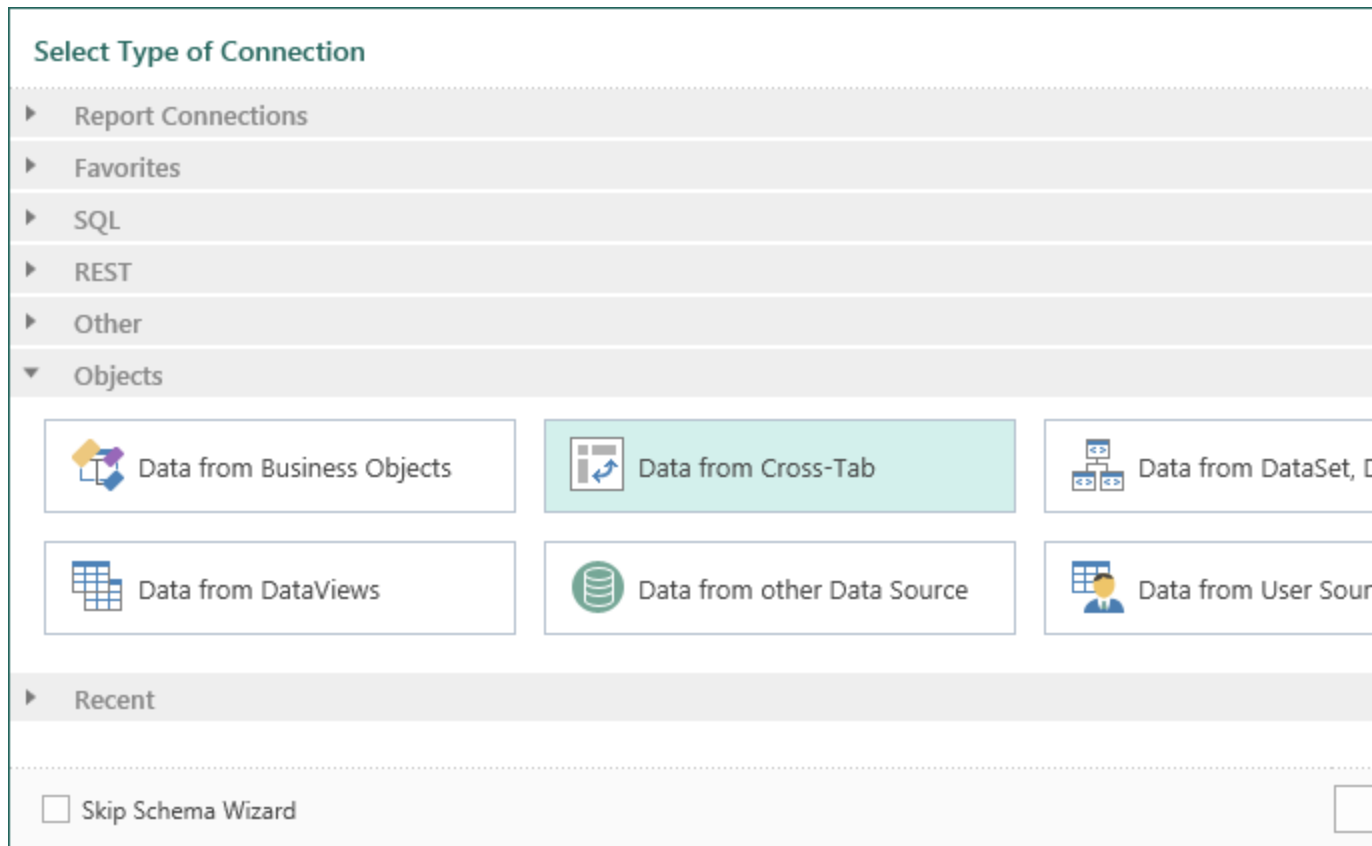 Select Type of Connection
Report Connections
Favorites
SQL
REST
Other
Objects
Data from Business Objects
Data from Cross-Tab
Data from DataSet,
Data from DataViews
Data from other Data Source
Data from User
Recent
Skip Schema Wizard